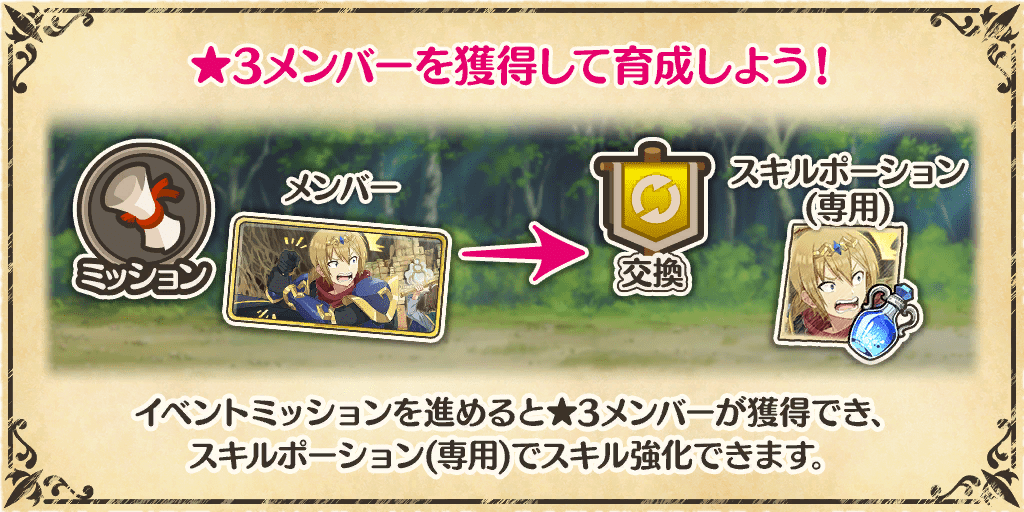 ★3メンバーを獲得して育成しよう！
ミッション
メンバー
交換
スキルポーション
(専用)
イベントミッションを進めると★3メンバーが獲得でき、
スキルポーション(専用)でスキル強化できます。